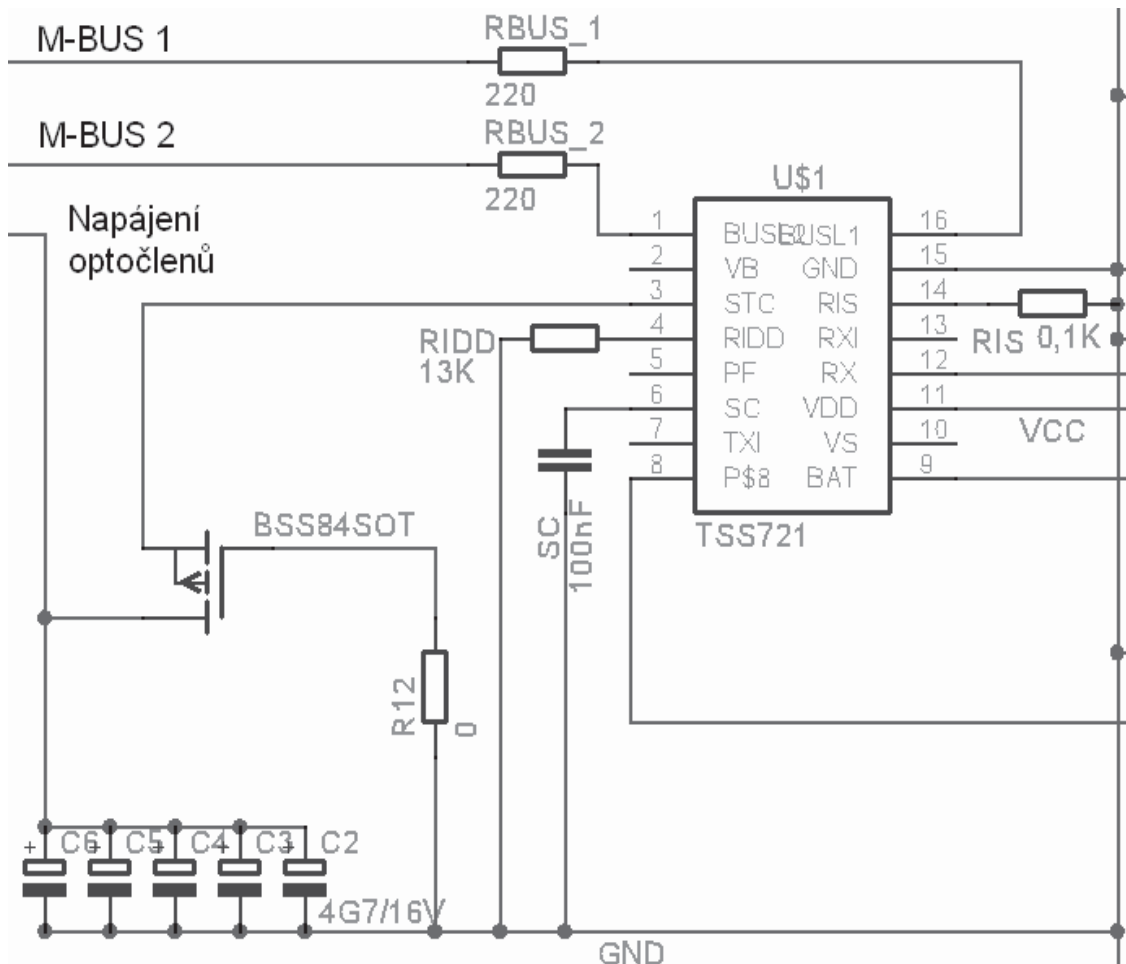 M-BUS 1
RBUS_1
220
M-BUS 2
RBUS_2
220
Napájení
optočlenů
U$1
1
BUSL2
BUSL1
16
2
VB
GND
15
3
STC
RIS
14
RIDD
13K
4
RIDD
RXI
13
RIS 0,1K
5
PF
RX
12
6
SC
VDD
11
VCC
7
TXI
VS
10
8
P$8
BAT
9
TSS721
SC
100nF
BSS84SOT
R12
0
+ C6
+ C5
+ C4
+ C3
+ C2
4G7/16V
GND